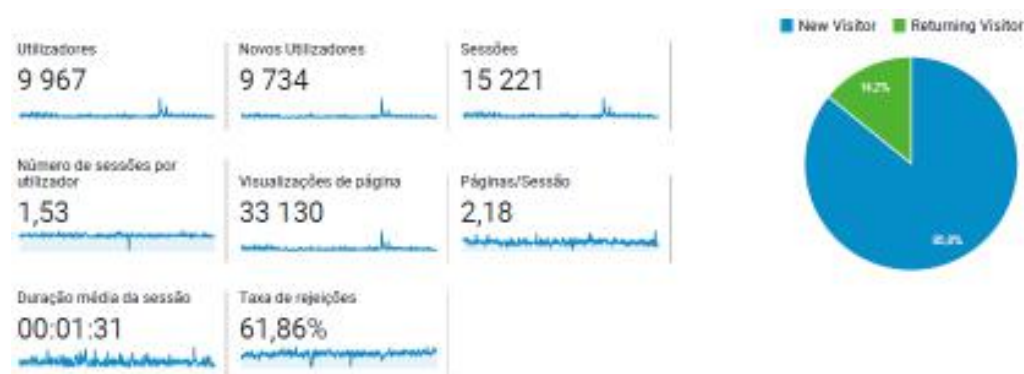 Utilizadores
9 967
Novos Utilizadores
9 734
Sessões
15 221
Número de sessões por
utilizador
1,53
Visualizações de página
33 130
Páginas/Sessão
2,18
Duração média da sessão
00:01:31
Taxa de rejeições
61,86%
New Visitor
Returning Visitor
14,2%